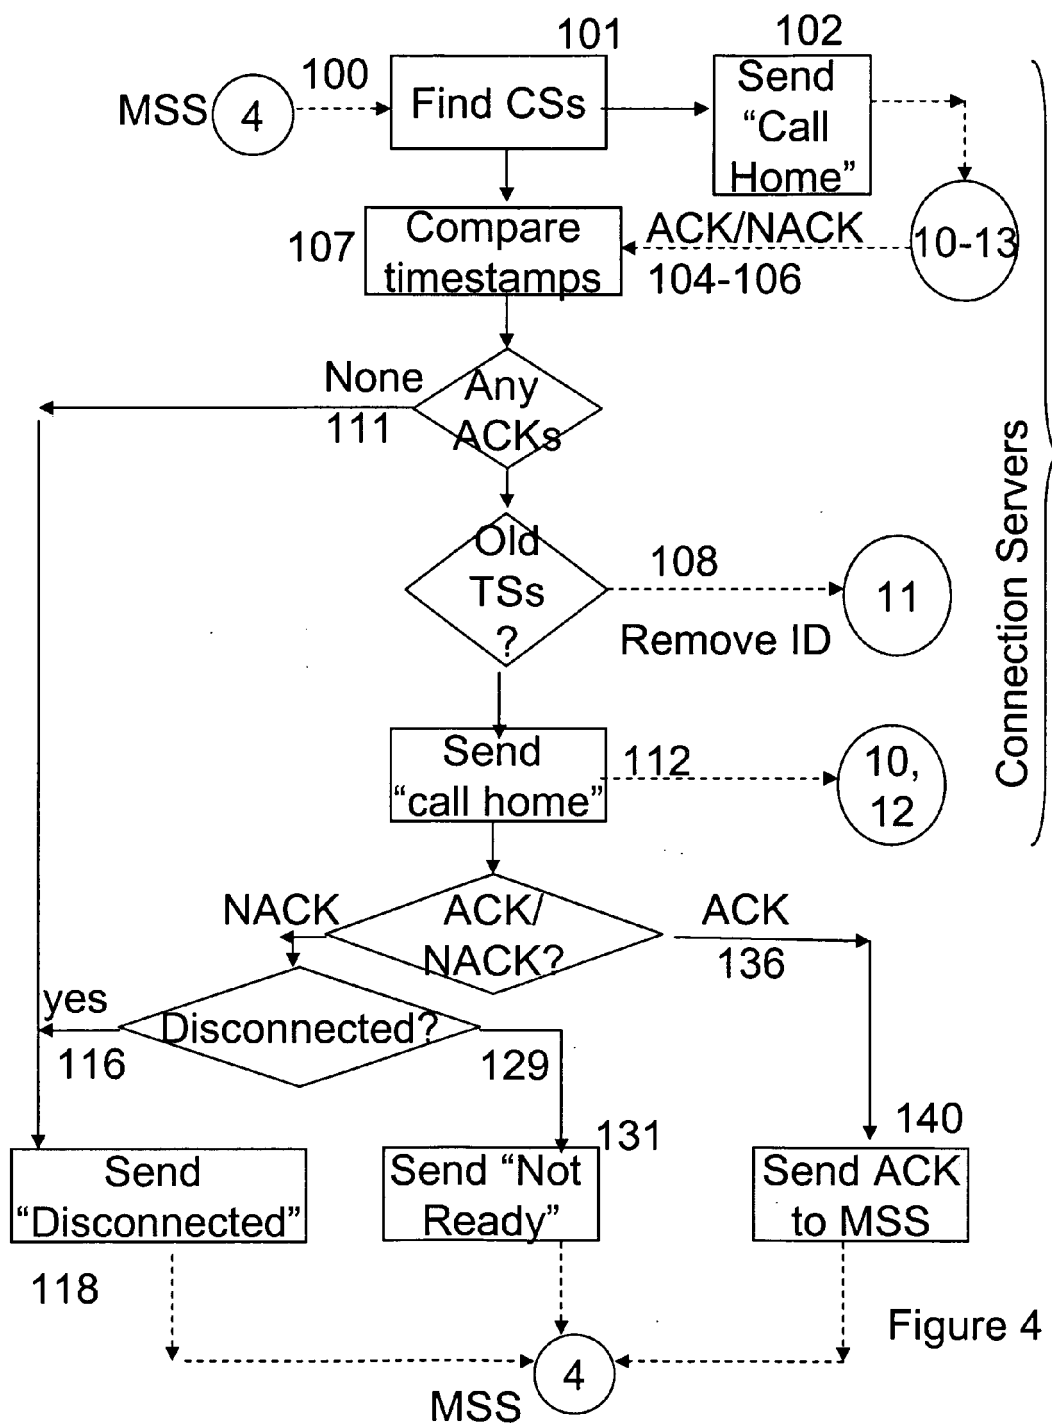 101
102
100
MSS
4
Find CSs
Send
“Call
Home”
107
Compare
timestamps
ACK/NACK
104-106
10-13
None
111
Any
ACKs
Old
TSs
?
108
Remove ID
11
Connection Servers
Send
“call home”
112
10,
12
NACK
ACK/
NACK?
ACK
136
yes
116
Disconnected?
129
131
140
Send
“Disconnected”
Send “Not
Ready”
Send ACK
to MSS
118
Figure 4
4
MSS